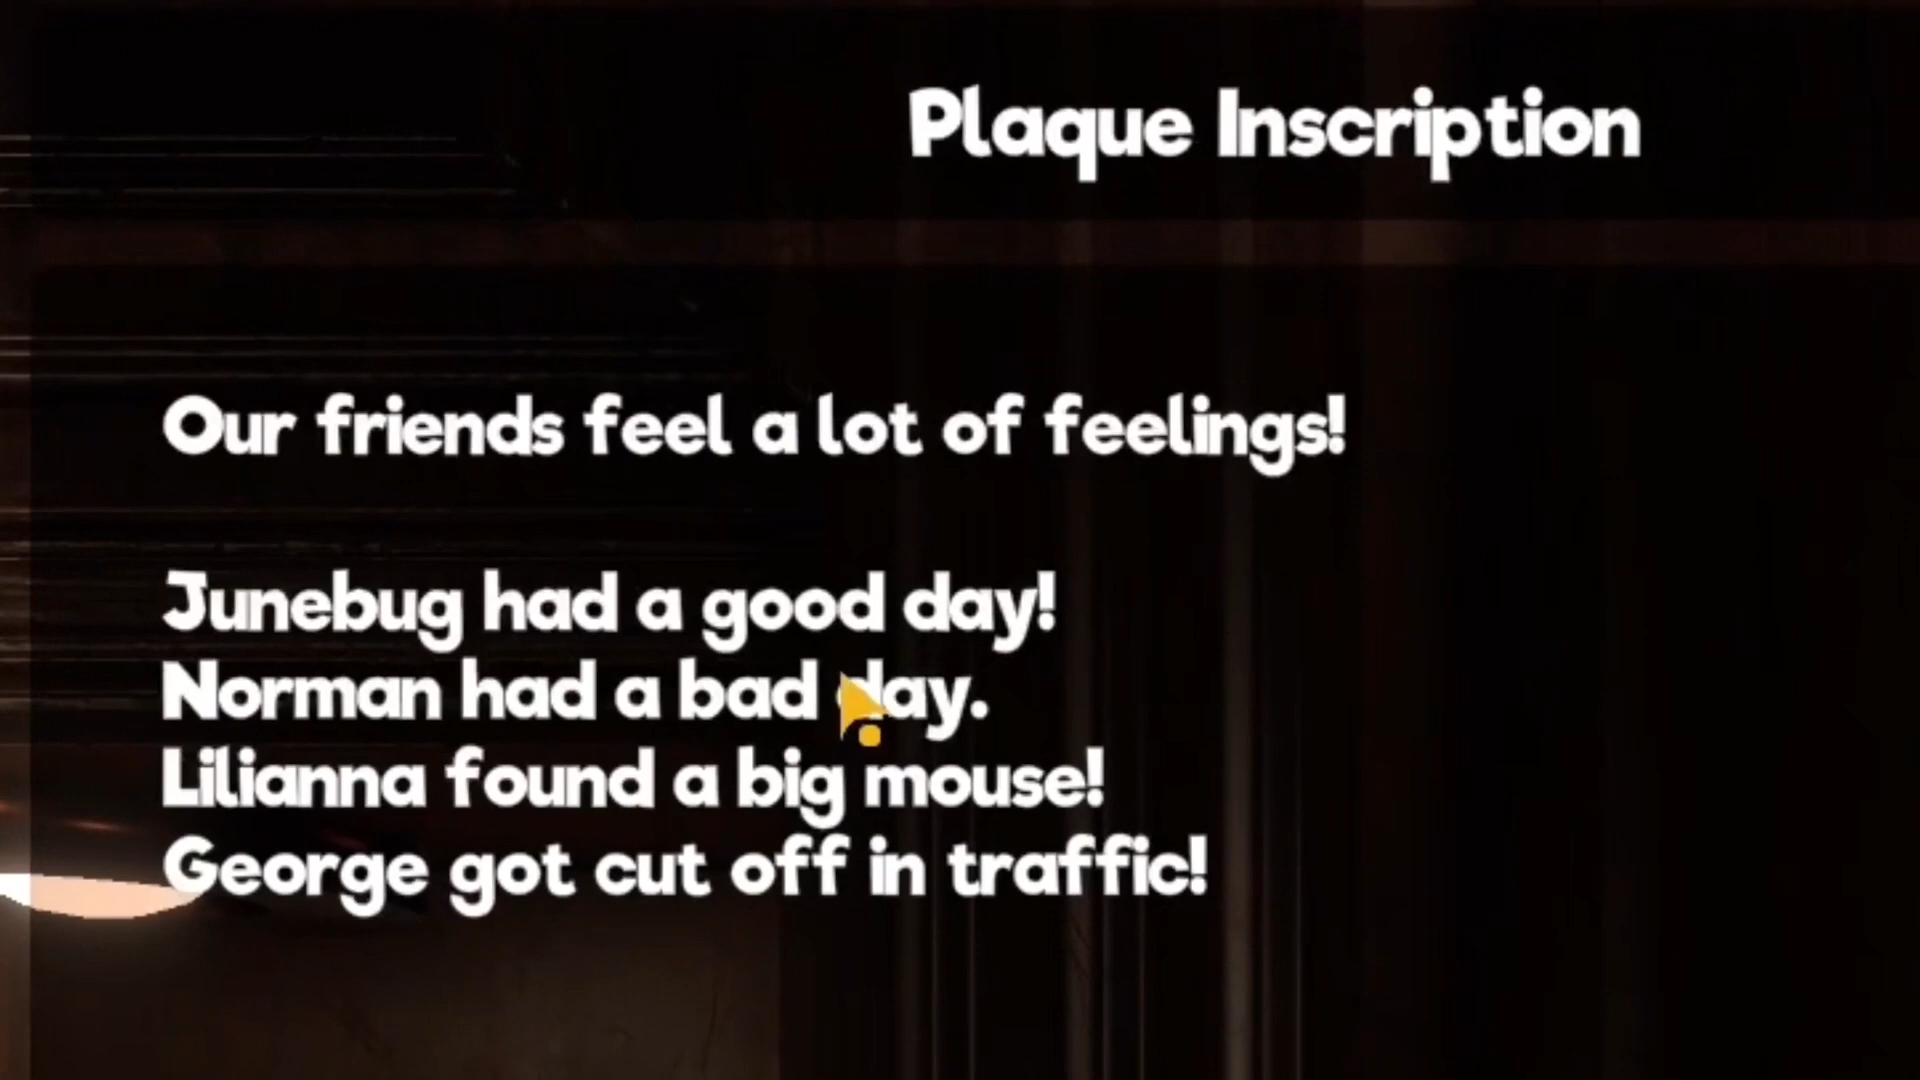 Plaque Inscription
Our friends feel a lot of feelings!
Junebug had a good day!
Norman had a bad day.
Lilianna found a big mouse!
George got cut off in traffic!